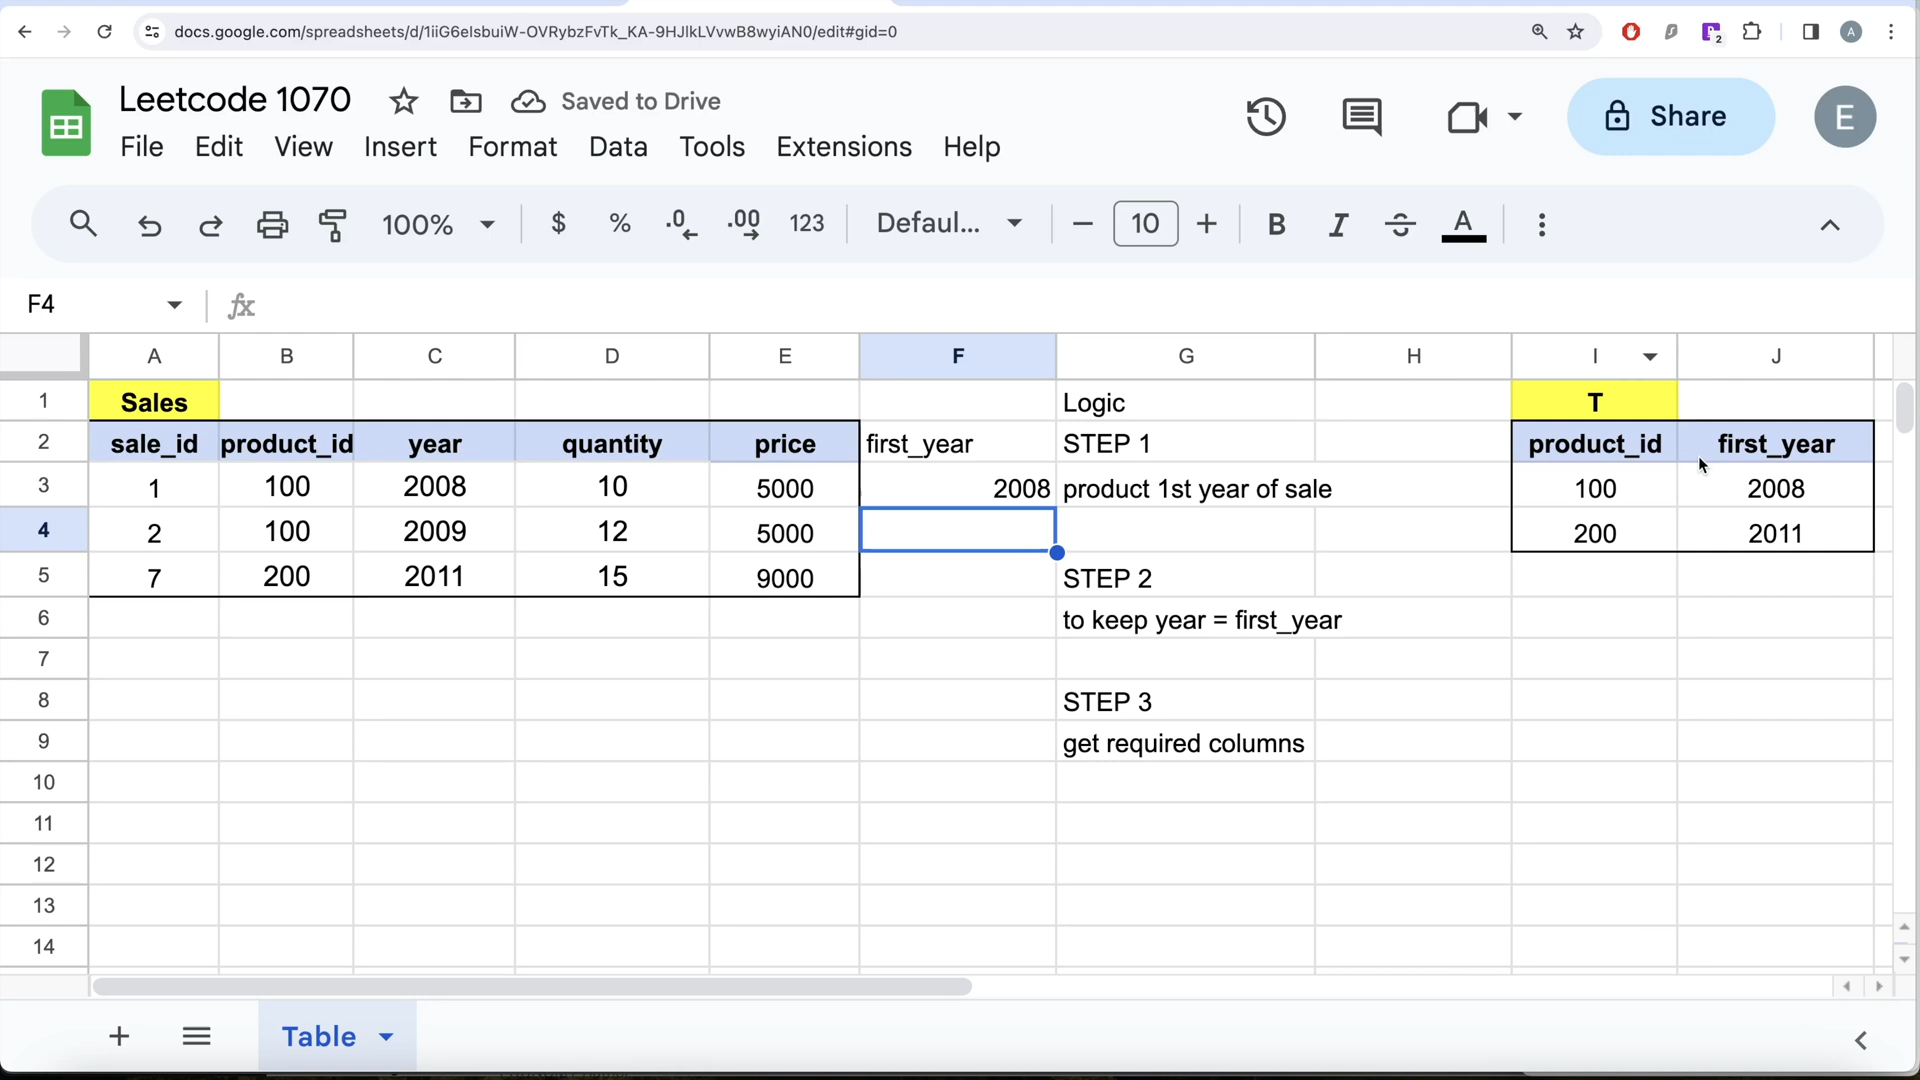 docs.google.com/spreadsheets/d/1iiG6eIsbuiW-OVRybzFvTk_KA-9HJlkLVvwB8wyiAN0/edit#gid=0
2
A
Leetcode 1070
Saved to Drive
Share
E
File Edit View Insert Format Data Tools Extensions Help
100% $ % .0 .00 123 Defaul... 10 B I A
F4 fx
A B C D E F G H I J
1 Sales Logic T
2 sale_id product_id year quantity price first_year STEP 1 product_id first_year
3 1 100 2008 10 5000 2008 product 1st year of sale 100 2008
4 2 100 2009 12 5000 200 2011
5 7 200 2011 15 9000 STEP 2
6 to keep year = first_year
7
8 STEP 3
9 get required columns
10
11
12
13
14
Table